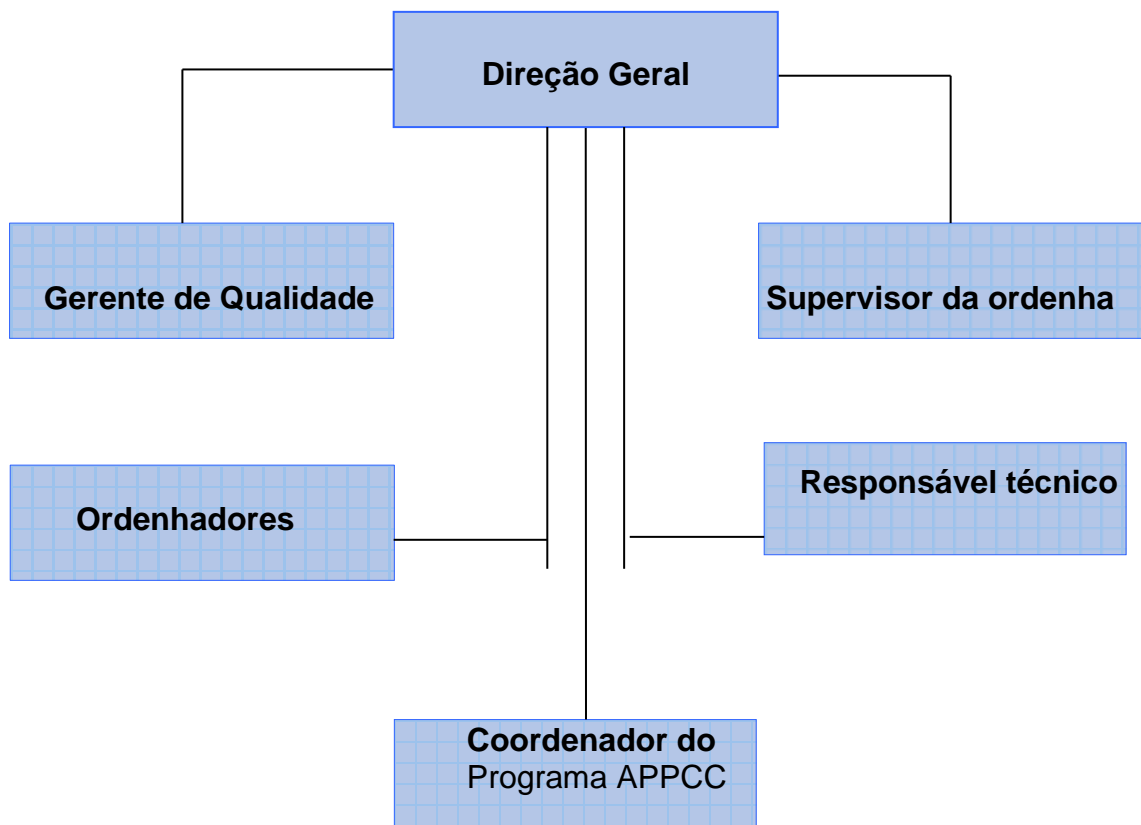 Direção Geral
Gerente de Qualidade
Supervisor da ordenha
Ordenhadores
Responsável técnico
Coordenador do
Programa APPCC